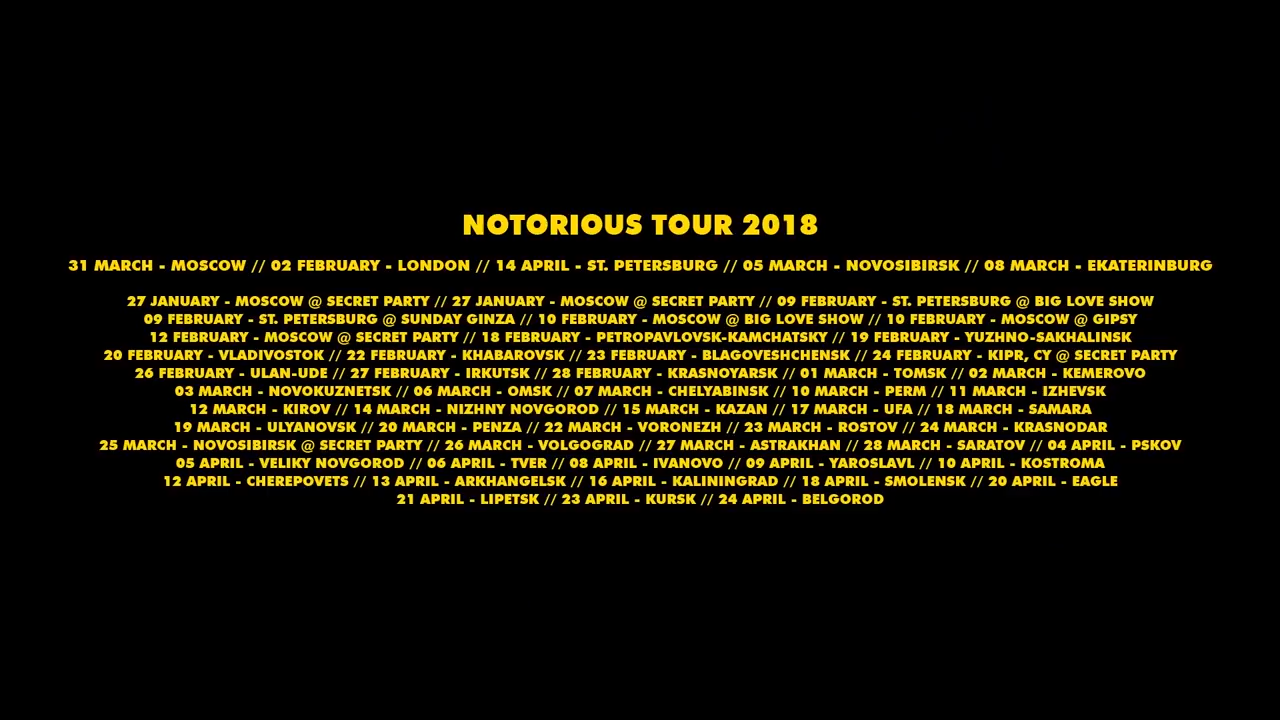 NOTORIOUS TOUR 2018
31 MARCH - MOSCOW // 02 FEBRUARY - LONDON // 14 APRIL - ST. PETERSBURG // 05 MARCH - NOVOSIBIRSK // 08 MARCH - EKATERINBURG
27 JANUARY - MOSCOW @ SECRET PARTY // 27 JANUARY - MOSCOW @ SECRET PARTY // 09 FEBRUARY - ST. PETERSBURG @ BIG LOVE SHOW
09 FEBRUARY - ST. PETERSBURG @ SUNDAY GINZA // 10 FEBRUARY - MOSCOW @ BIG LOVE SHOW // 10 FEBRUARY - MOSCOW @ GIPSY
12 FEBRUARY - MOSCOW @ SECRET PARTY // 18 FEBRUARY - PETROPAVLOVSK-KAMCHATSKY // 19 FEBRUARY - YUZHNO-SAKHALINSK
20 FEBRUARY - VLADIVOSTOK // 22 FEBRUARY - KHABAROVSK // 23 FEBRUARY - BLAGOVESHCHENSK // 24 FEBRUARY - KIPR, CY @ SECRET PARTY
26 FEBRUARY - ULAN-UDE // 27 FEBRUARY - IRKUTSK // 28 FEBRUARY - KRASNOYARSK // 01 MARCH - TOMSK // 02 MARCH - KEMEROVO
03 MARCH - NOVOKUZNETSK // 06 MARCH - OMSK // 07 MARCH - CHELYABINSK // 10 MARCH - PERM // 11 MARCH - IZHEVSK
12 MARCH - KIROV // 14 MARCH - NIZHNY NOVGOROD // 15 MARCH - KAZAN // 17 MARCH - UFA // 18 MARCH - SAMARA
19 MARCH - ULYANOVSK // 20 MARCH - PENZA // 22 MARCH - VORONEZH // 23 MARCH - ROSTOV // 24 MARCH - KRASNODAR
25 MARCH - NOVOSIBIRSK @ SECRET PARTY // 26 MARCH - VOLGOGRAD // 27 MARCH - ASTRAKHAN // 28 MARCH - SARATOV // 04 APRIL - PSKOV
05 APRIL - VELIKY NOVGOROD // 06 APRIL - TVER // 08 APRIL - IVANOVO // 09 APRIL - YAROSLAVL // 10 APRIL - KOSTROMA
12 APRIL - CHEREPOVETS // 13 APRIL - ARKHANGELSK // 16 APRIL - KALININGRAD // 18 APRIL - SMOLENSK // 20 APRIL - EAGLE
21 APRIL - LIPETSK // 23 APRIL - KURSK // 24 APRIL - BELGOROD